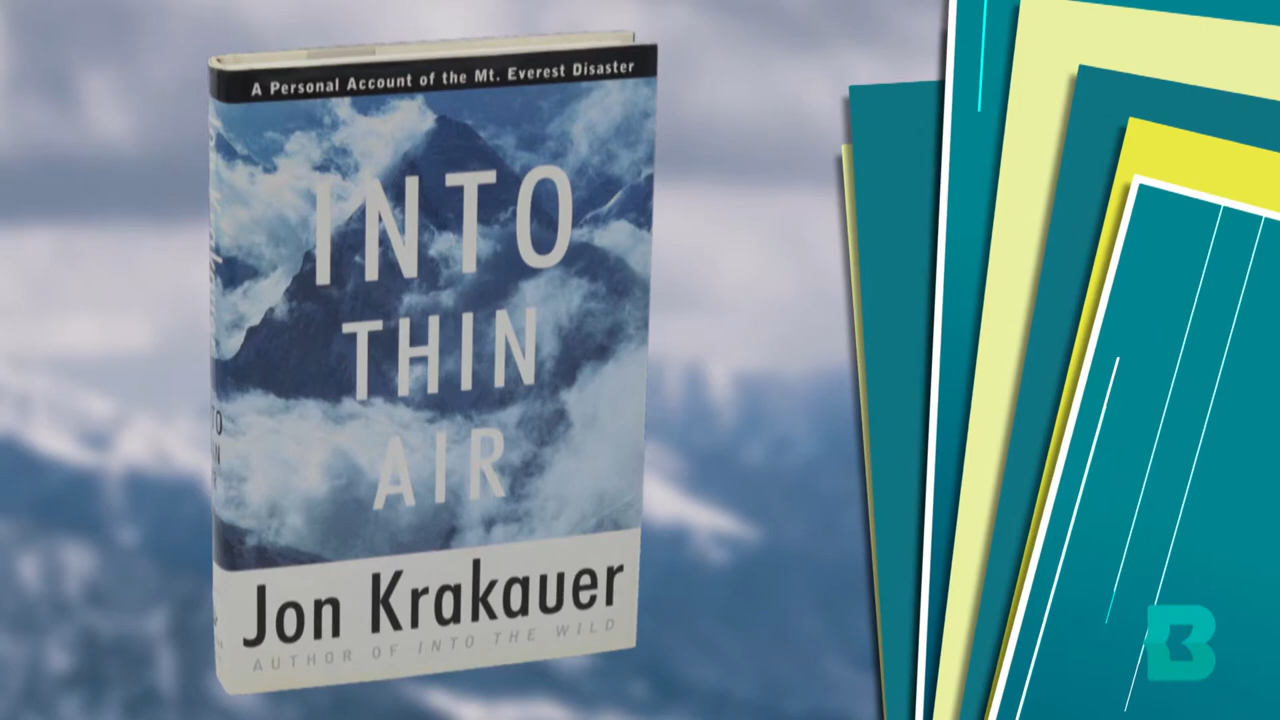 A Personal Account of the Mt. Everest Disaster
INTO
THIN
AIR
Jon Krakauer
AUTHOR OF INTO THE WILD
B